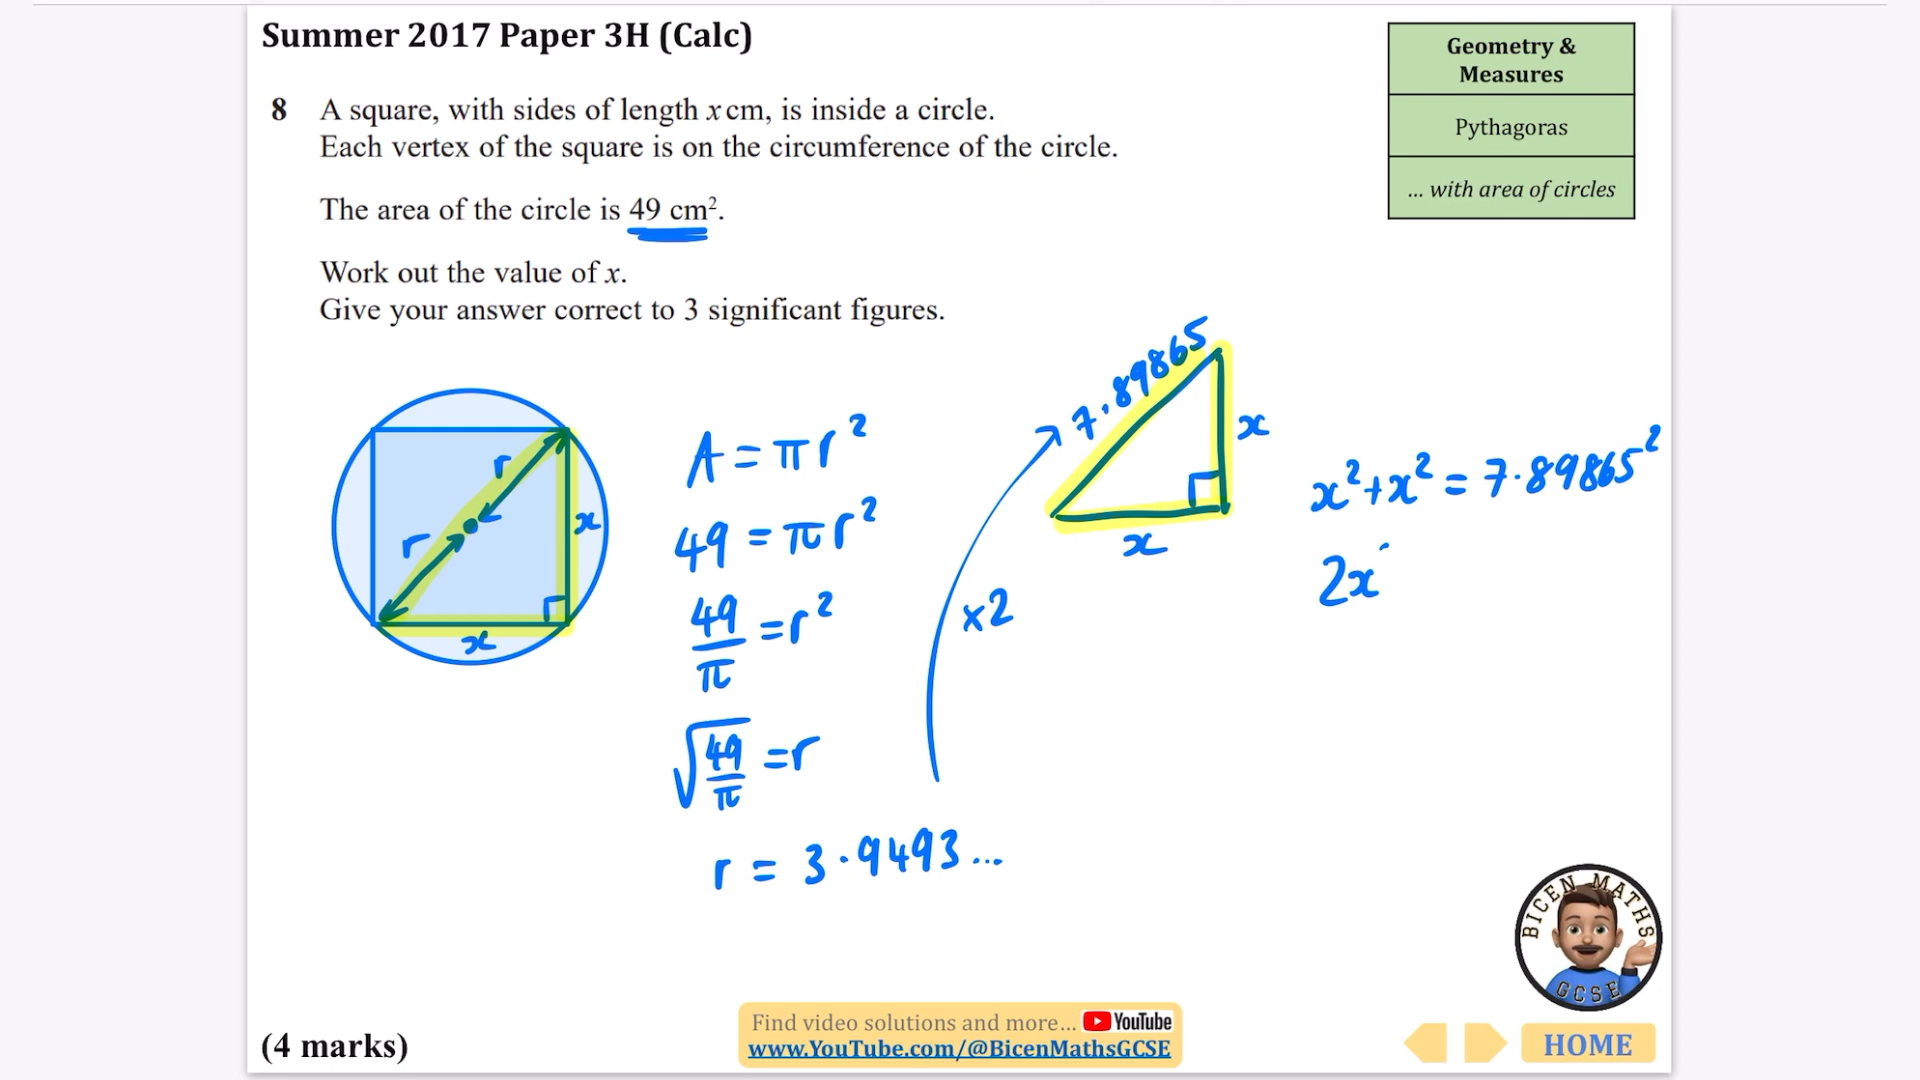 Summer 2017 Paper 3H (Calc)
Geometry &
Measures
Pythagoras
... with area of circles
8 A square, with sides of length x cm, is inside a circle.
Each vertex of the square is on the circumference of the circle.
The area of the circle is 49 cm².
Work out the value of x.
Give your answer correct to 3 significant figures.
r
r
x
x
A = πr²
49 = πr²
49/π = r²
√49/π = r
r = 3.9493...
x2
7.89865
x
x
x² + x² = 7.89865²
2x
BICEN MATHS
GCSE
(4 marks)
Find video solutions and more... YouTube
www.YouTube.com/@BicenMathsGCSE
HOME